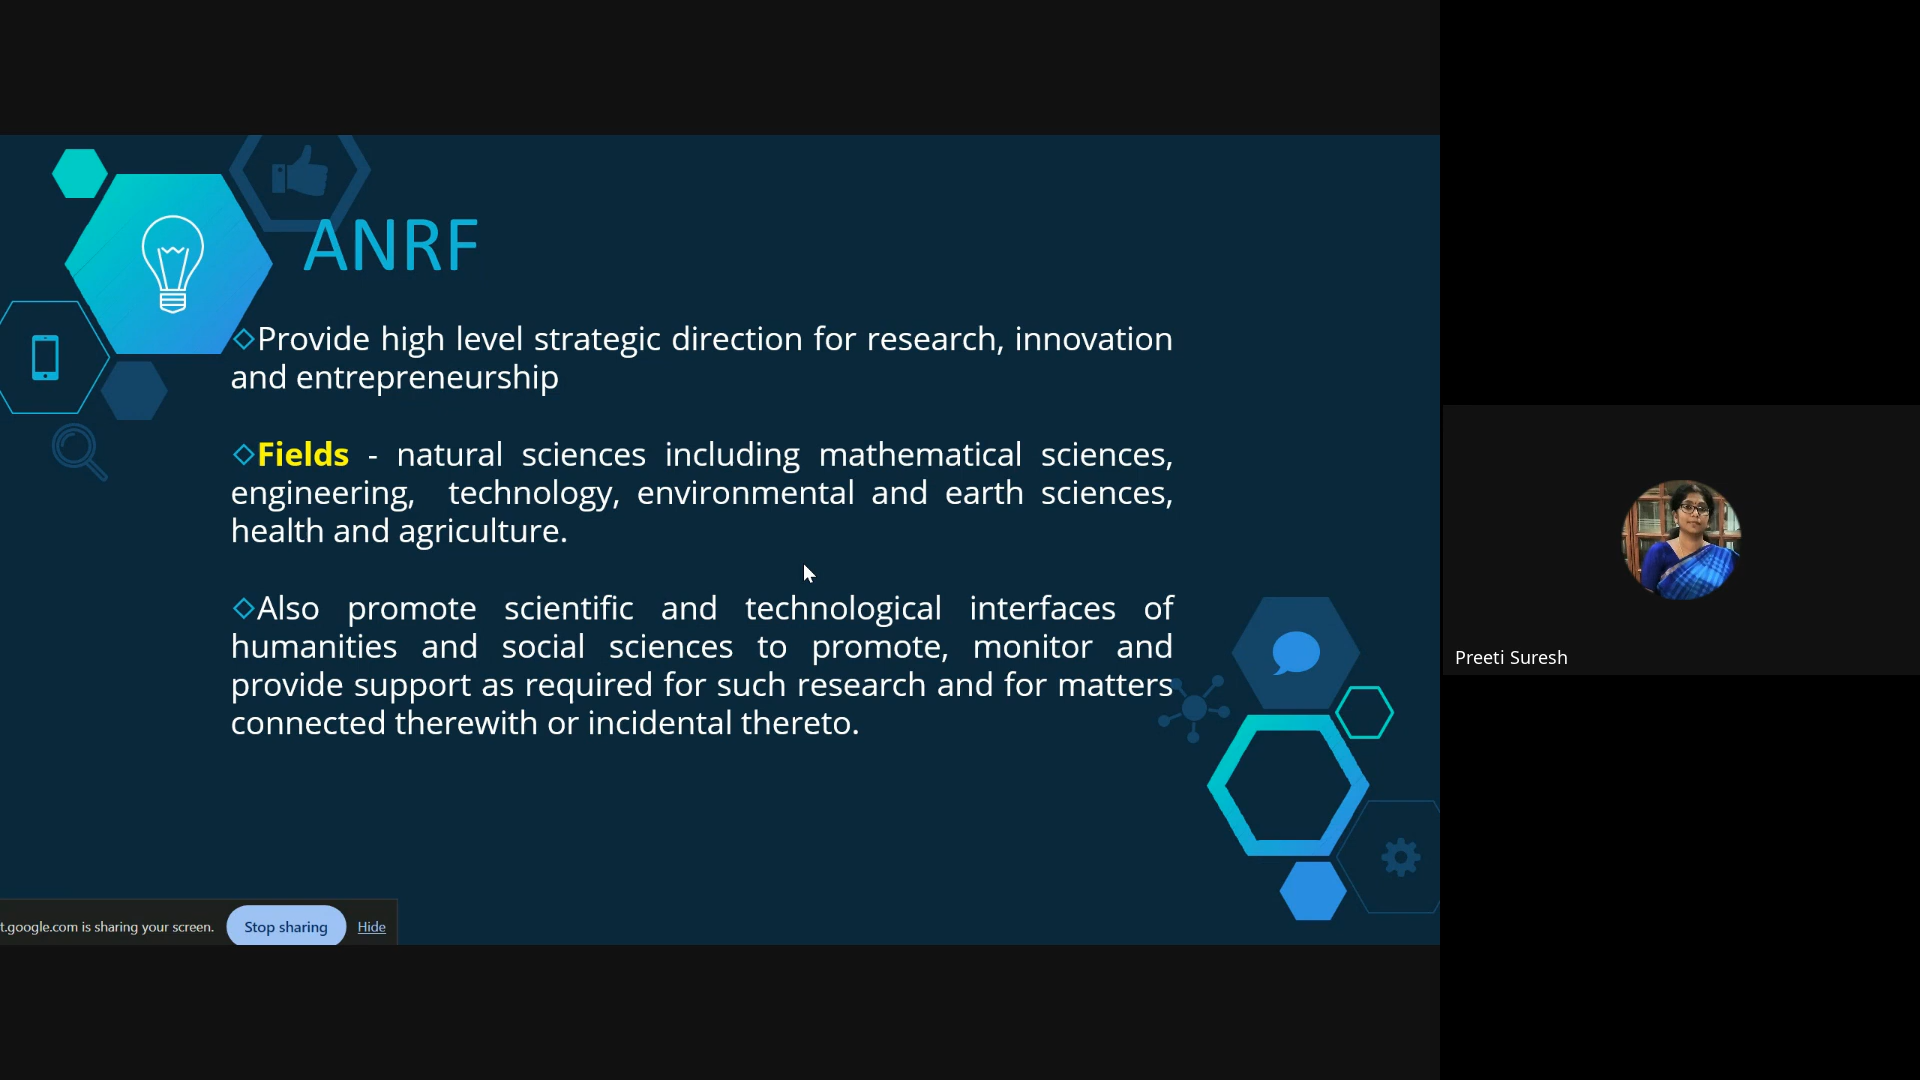 ANRF
◇Provide high level strategic direction for research, innovation
and entrepreneurship
◇Fields - natural sciences including mathematical sciences,
engineering, technology, environmental and earth sciences,
health and agriculture.
◇Also promote scientific and technological interfaces of
humanities and social sciences to promote, monitor and
provide support as required for such research and for matters
connected therewith or incidental thereto.
t.google.com is sharing your screen. Stop sharing Hide
Preeti Suresh